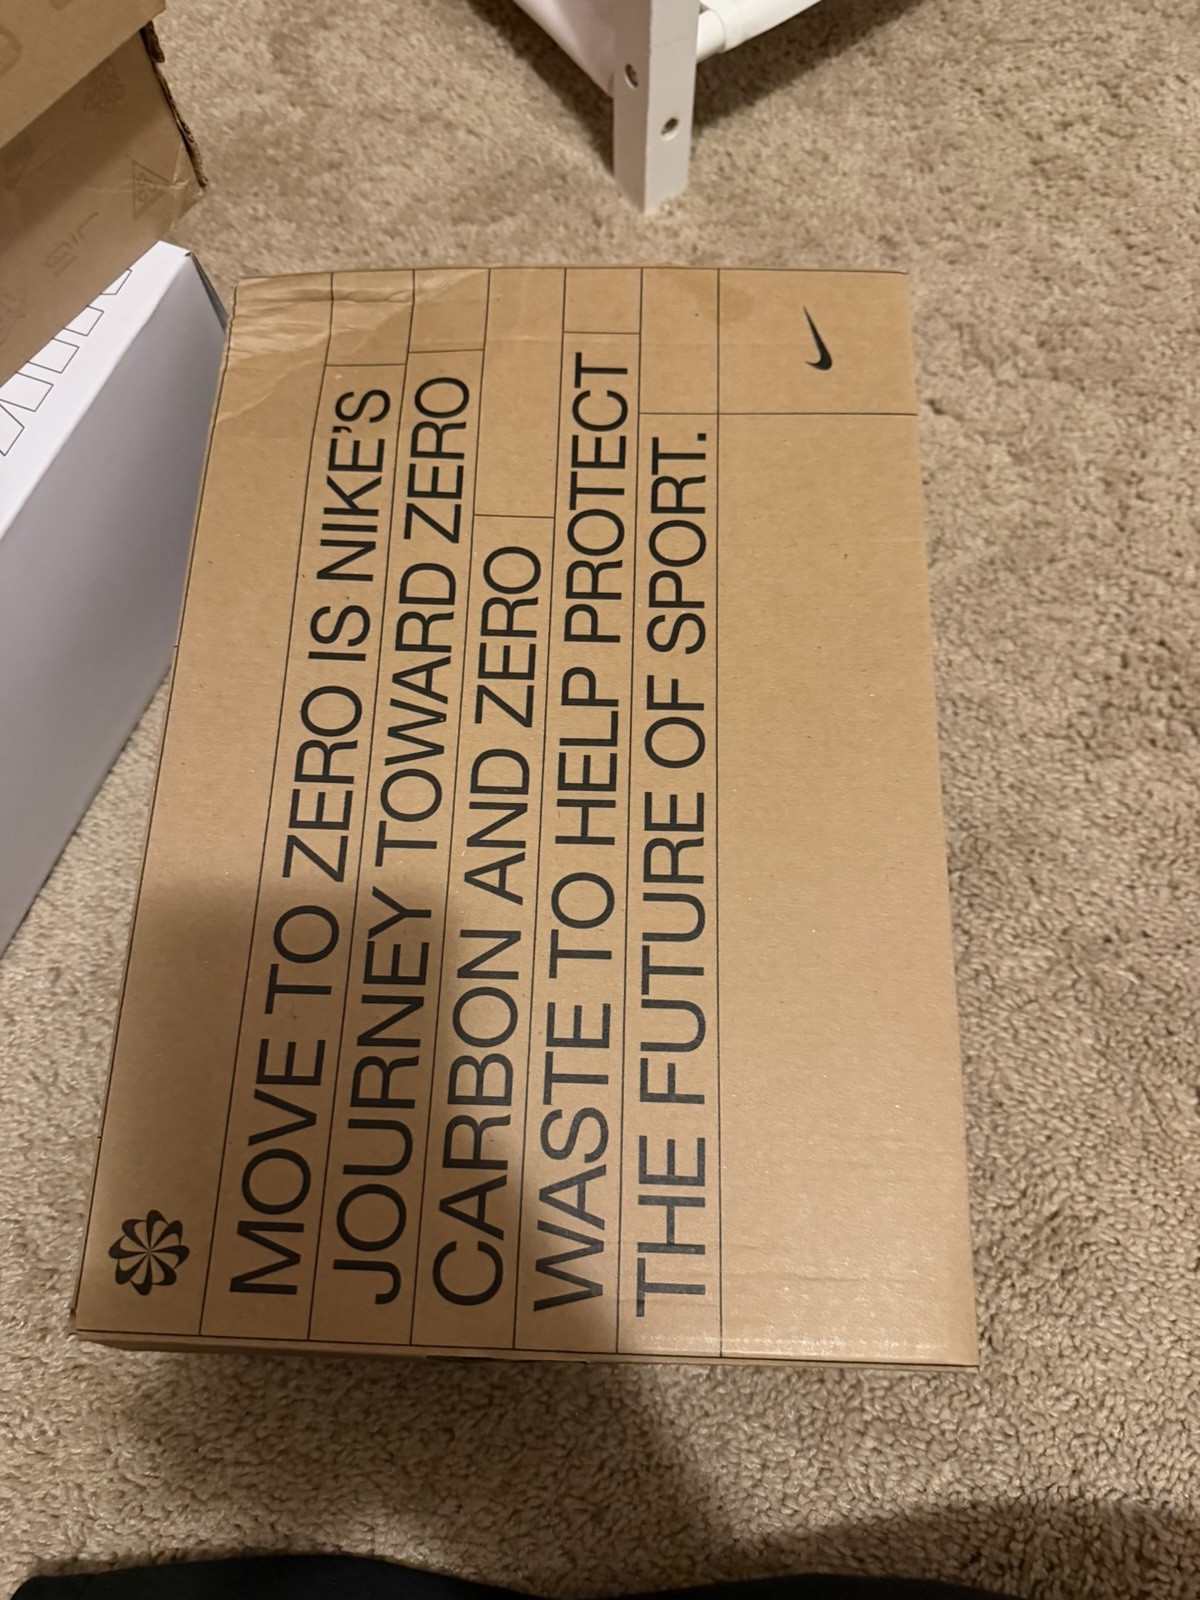 MOVE TO ZERO IS NIKE'S
JOURNEY TOWARD ZERO
CARBON AND ZERO
WASTE TO HELP PROTECT
THE FUTURE OF SPORT.